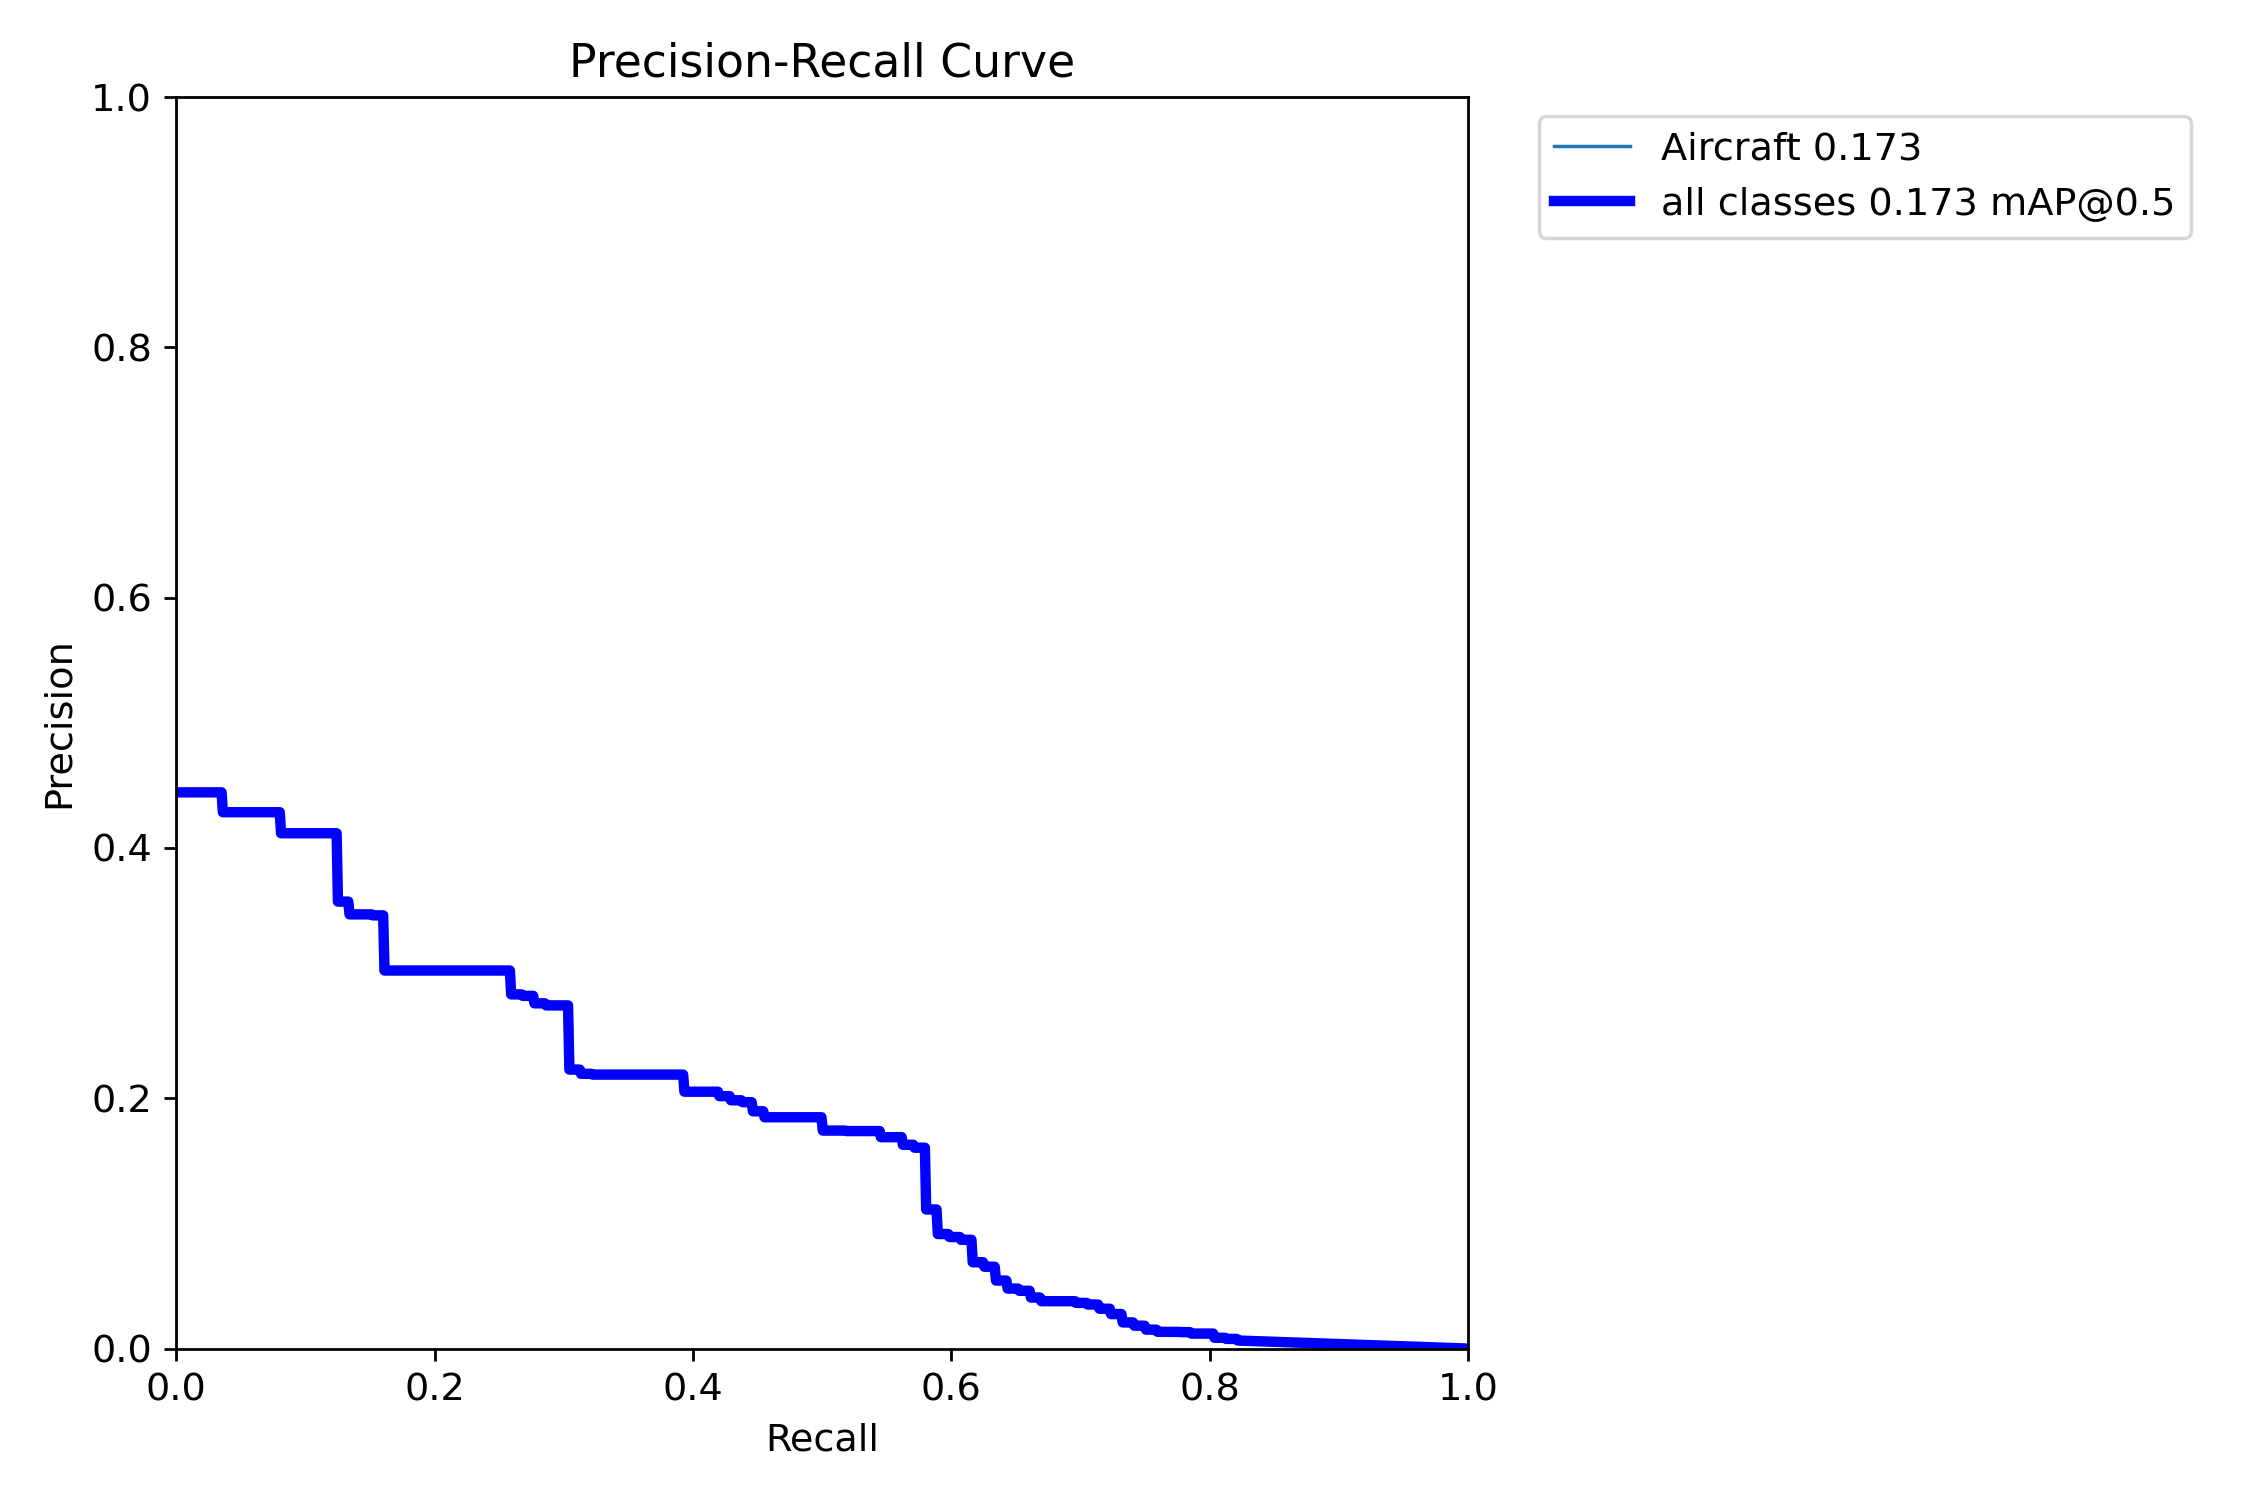 Precision-Recall Curve
1.0
0.8
0.6
0.4
0.2
0.0
Precision
0.0 0.2 0.4 0.6 0.8 1.0
Recall
Aircraft 0.173
all classes 0.173 mAP@0.5